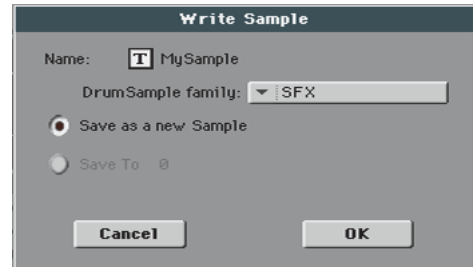 Write Sample
Name: T MySample
DrumSample family: SFX
Save as a new Sample
Save To 0
Cancel OK